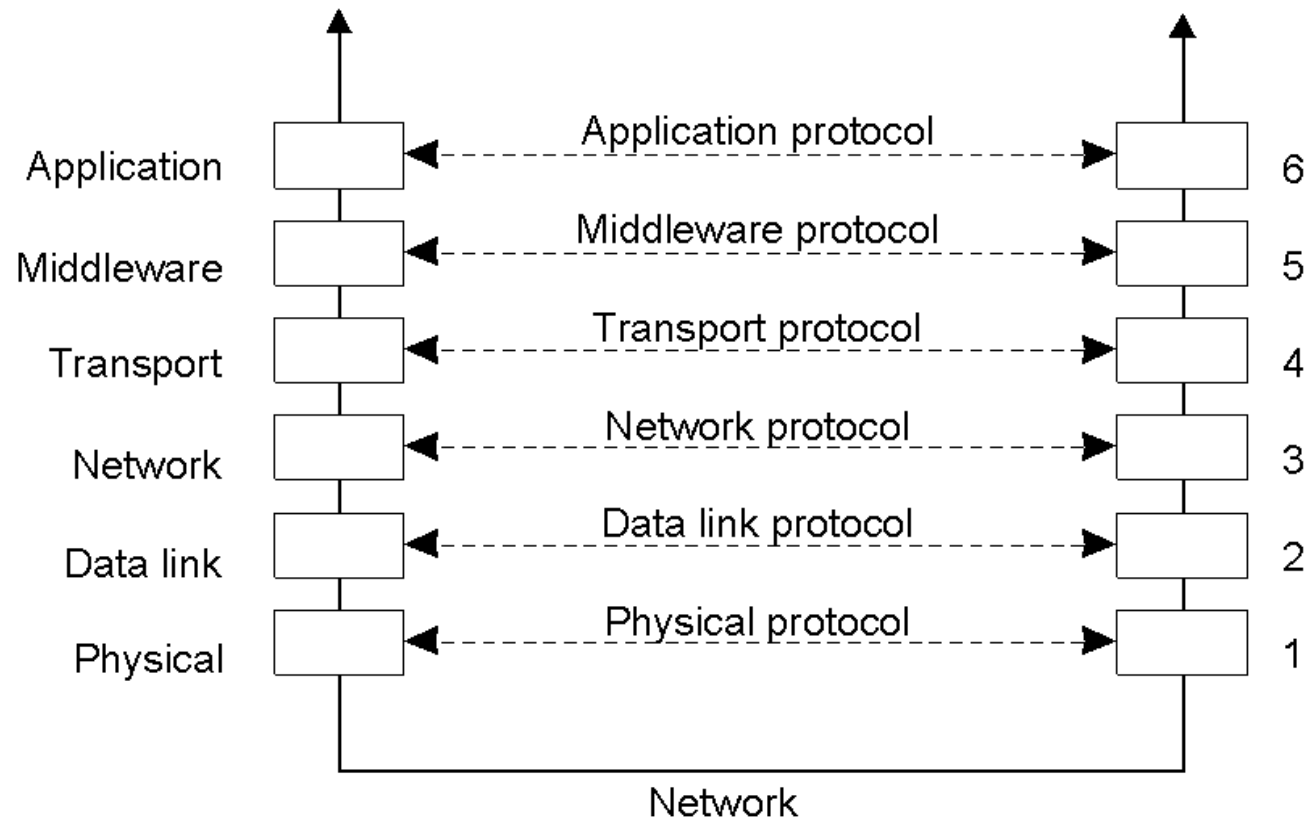 Application protocol
Application
6
Middleware protocol
Middleware
5
Transport protocol
Transport
4
Network protocol
Network
3
Data link protocol
Data link
2
Physical protocol
Physical
1
Network